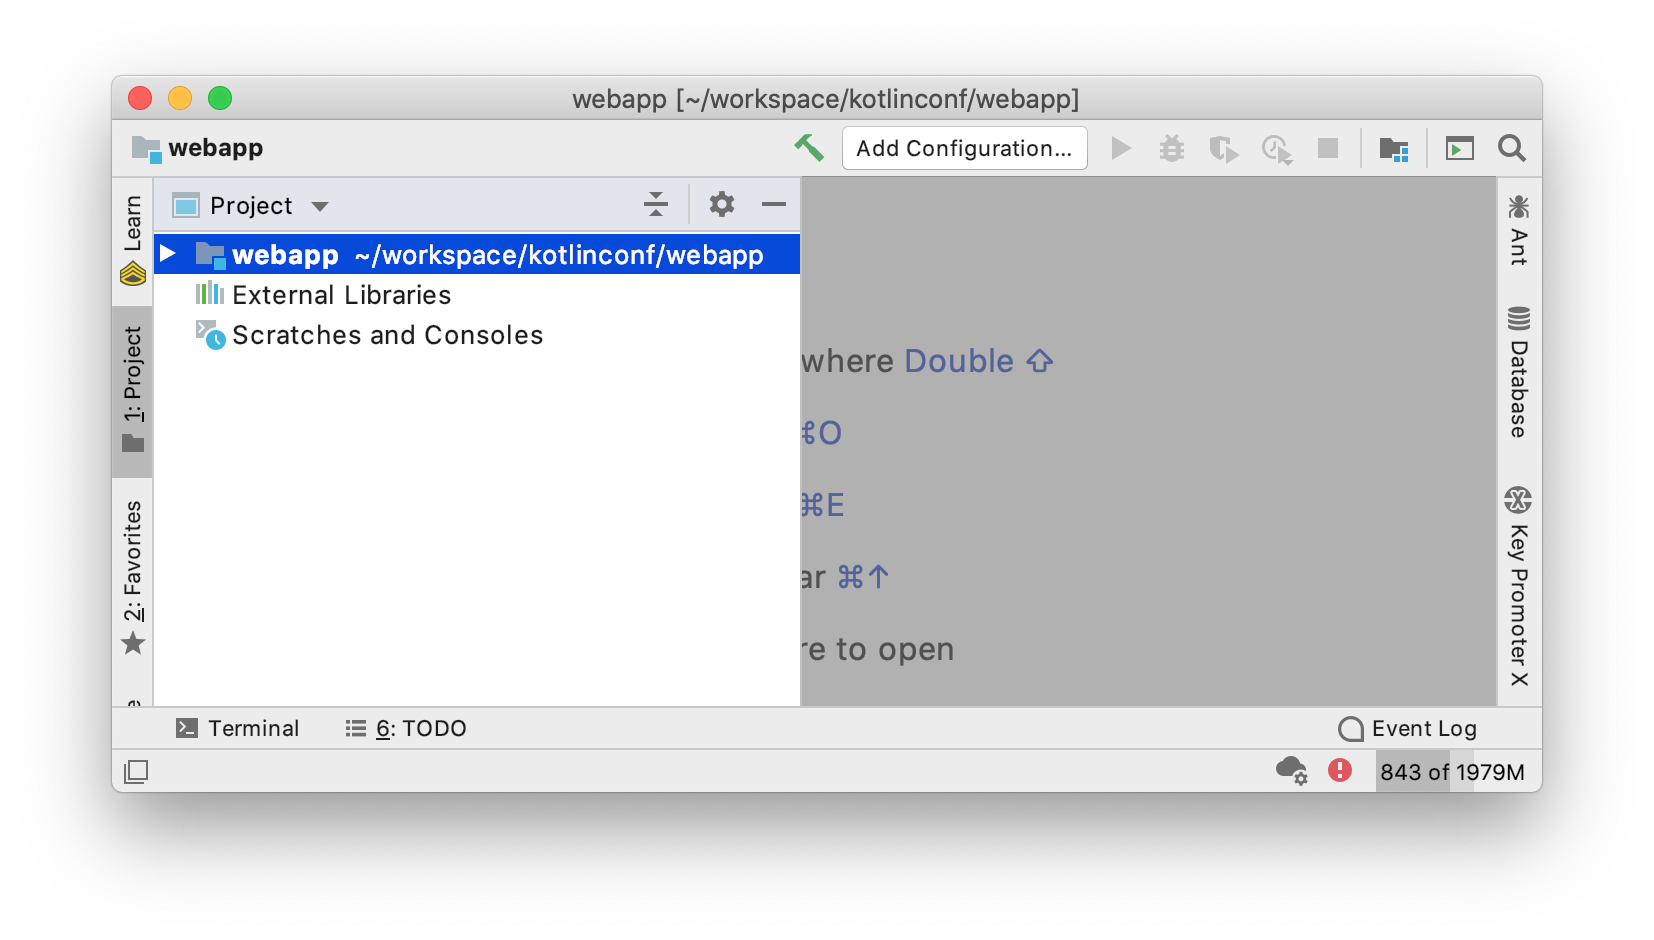 webapp [~/workspace/kotlinconf/webapp]
webapp
Add Configuration...
Learn
1: Project
2: Favorites
Project
webapp ~/workspace/kotlinconf/webapp
External Libraries
Scratches and Consoles
where Double ⇧
⌘O
⌘E
ar ⌘↑
re to open
Ant
Database
Key Promoter X
Terminal
6: TODO
Event Log
843 of 1979M